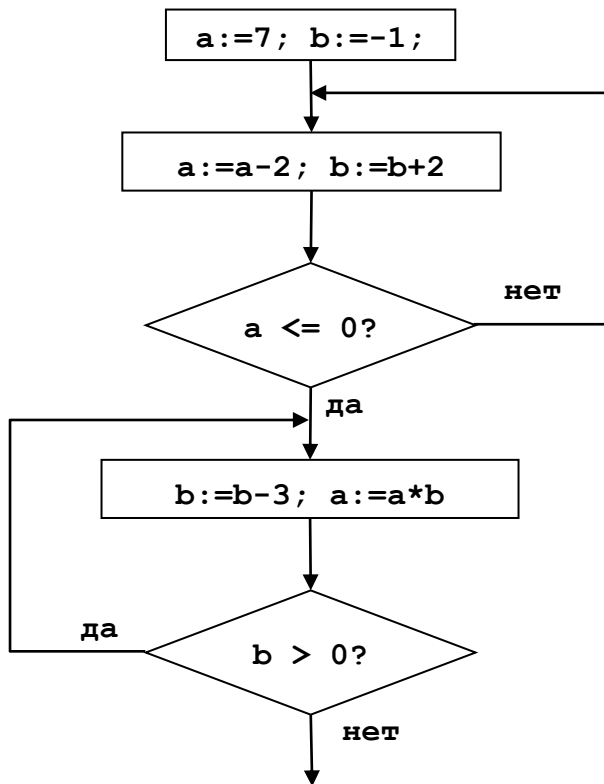 a:=7; b:=-1;
a:=a-2; b:=b+2
нет
a <= 0?
да
b:=b-3; a:=a*b
да
b > 0?
нет